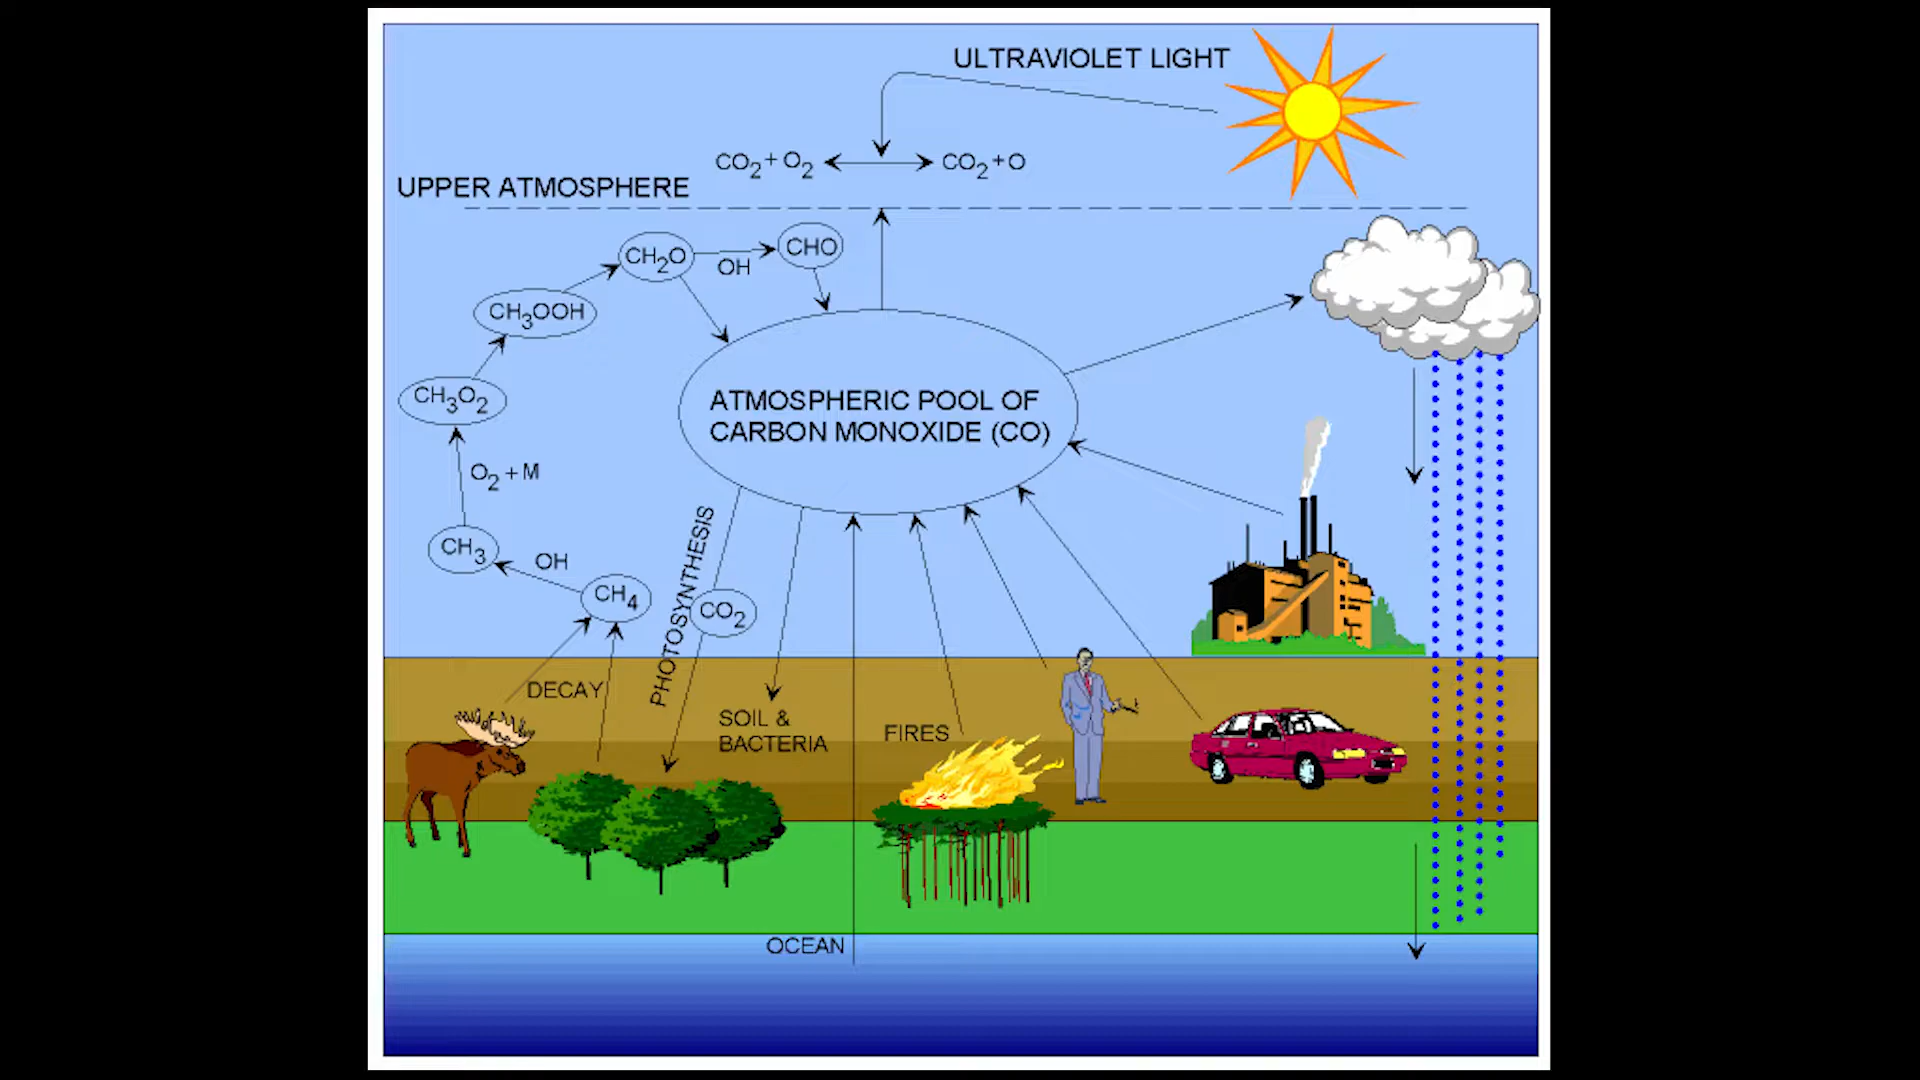 ULTRAVIOLET LIGHT
CO2 + O2
CO2 + O
UPPER ATMOSPHERE
CH2O
OH
CHO
CH3OOH
CH3O2
ATMOSPHERIC POOL OF
CARBON MONOXIDE (CO)
O2 + M
CH3
OH
CH4
PHOTOSYNTHESIS
CO2
DECAY
SOIL &
BACTERIA
FIRES
OCEAN